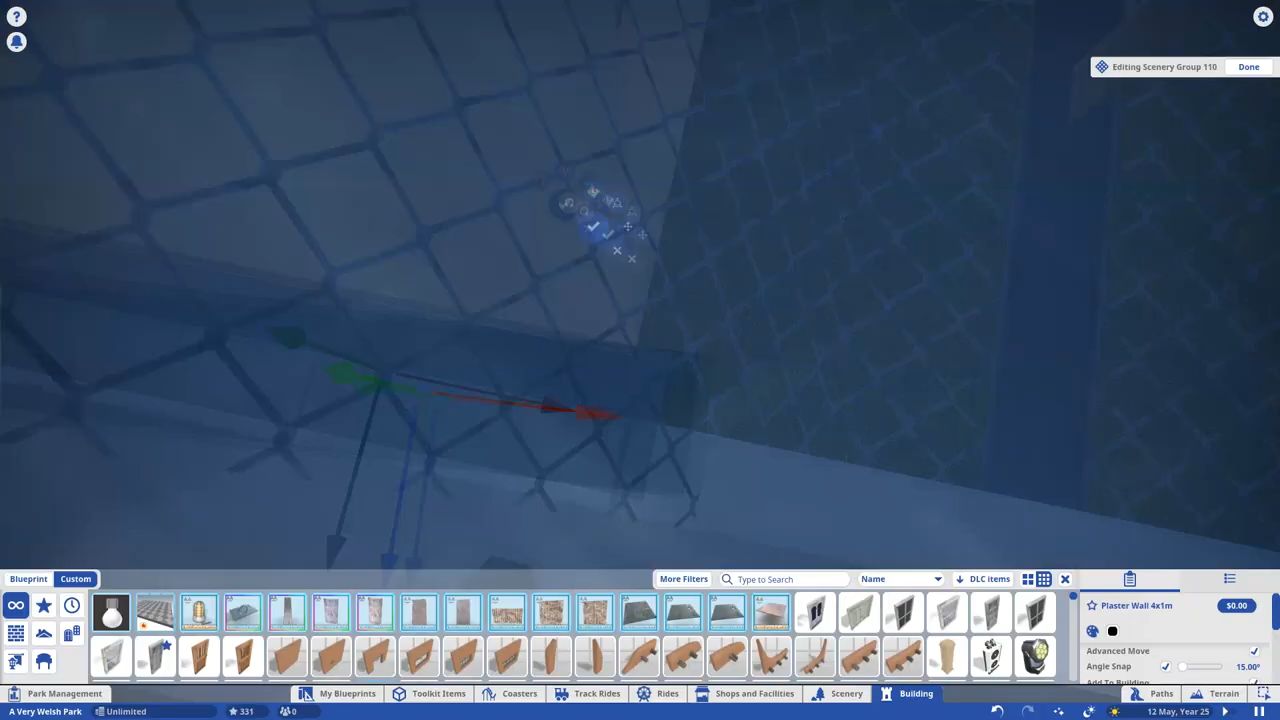 ?
Editing Scenery Group 110 Done
Blueprint Custom More Filters Type to Search Name DLC items
Plaster Wall 4x1m $0.00
Advanced Move
Angle Snap 15.00°
Park Management My Blueprints Toolkit Items Coasters Track Rides Rides Shops and Facilities Scenery Building Paths Terrain
A Very Welsh Park Unlimited 331 0 12 May, Year 25